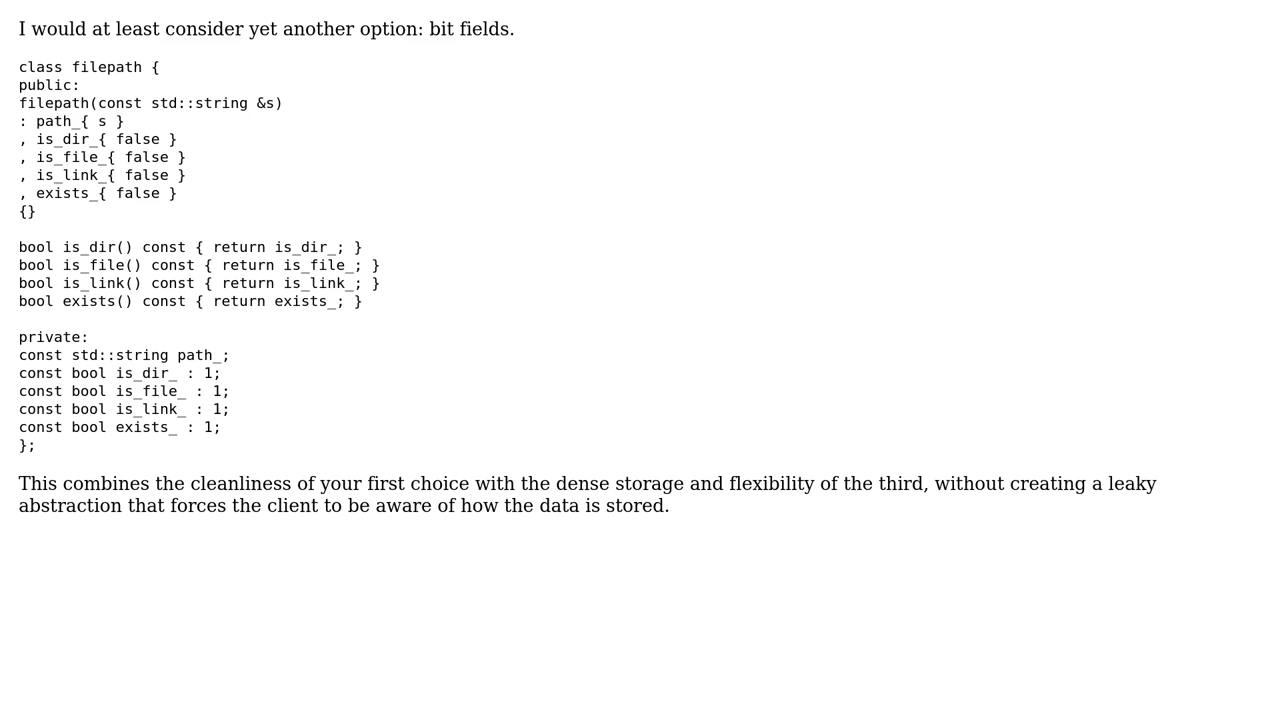 I would at least consider yet another option: bit fields.
class filepath {
public:
filepath(const std::string &s)
: path_{ s }
, is_dir_{ false }
, is_file_{ false }
, is_link_{ false }
, exists_{ false }
{}
bool is_dir() const { return is_dir_; }
bool is_file() const { return is_file_; }
bool is_link() const { return is_link_; }
bool exists() const { return exists_; }
private:
const std::string path_;
const bool is_dir_ : 1;
const bool is_file_ : 1;
const bool is_link_ : 1;
const bool exists_ : 1;
};
This combines the cleanliness of your first choice with the dense storage and flexibility of the third, without creating a leaky
abstraction that forces the client to be aware of how the data is stored.